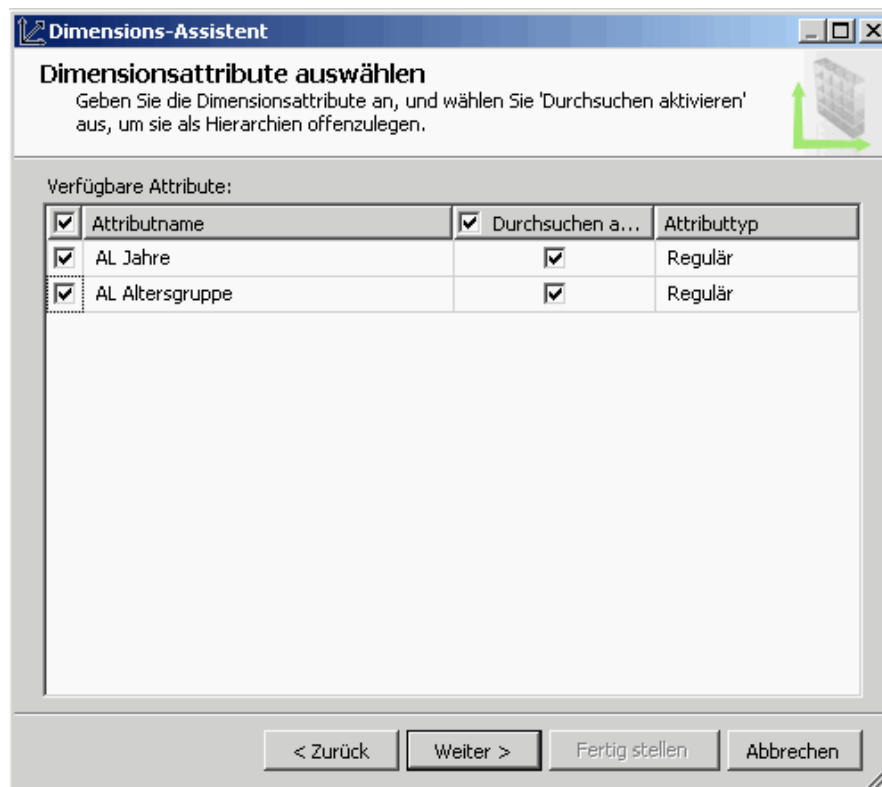 Dimensions-Assistent
Dimensionsattribute auswählen
Geben Sie die Dimensionsattribute an, und wählen Sie 'Durchsuchen aktivieren'
aus, um sie als Hierarchien offenzulegen.
Verfügbare Attribute:
Attributname Durchsuchen a... Attributtyp
AL Jahre Regulär
AL Altersgruppe Regulär
< Zurück Weiter > Fertig stellen Abbrechen